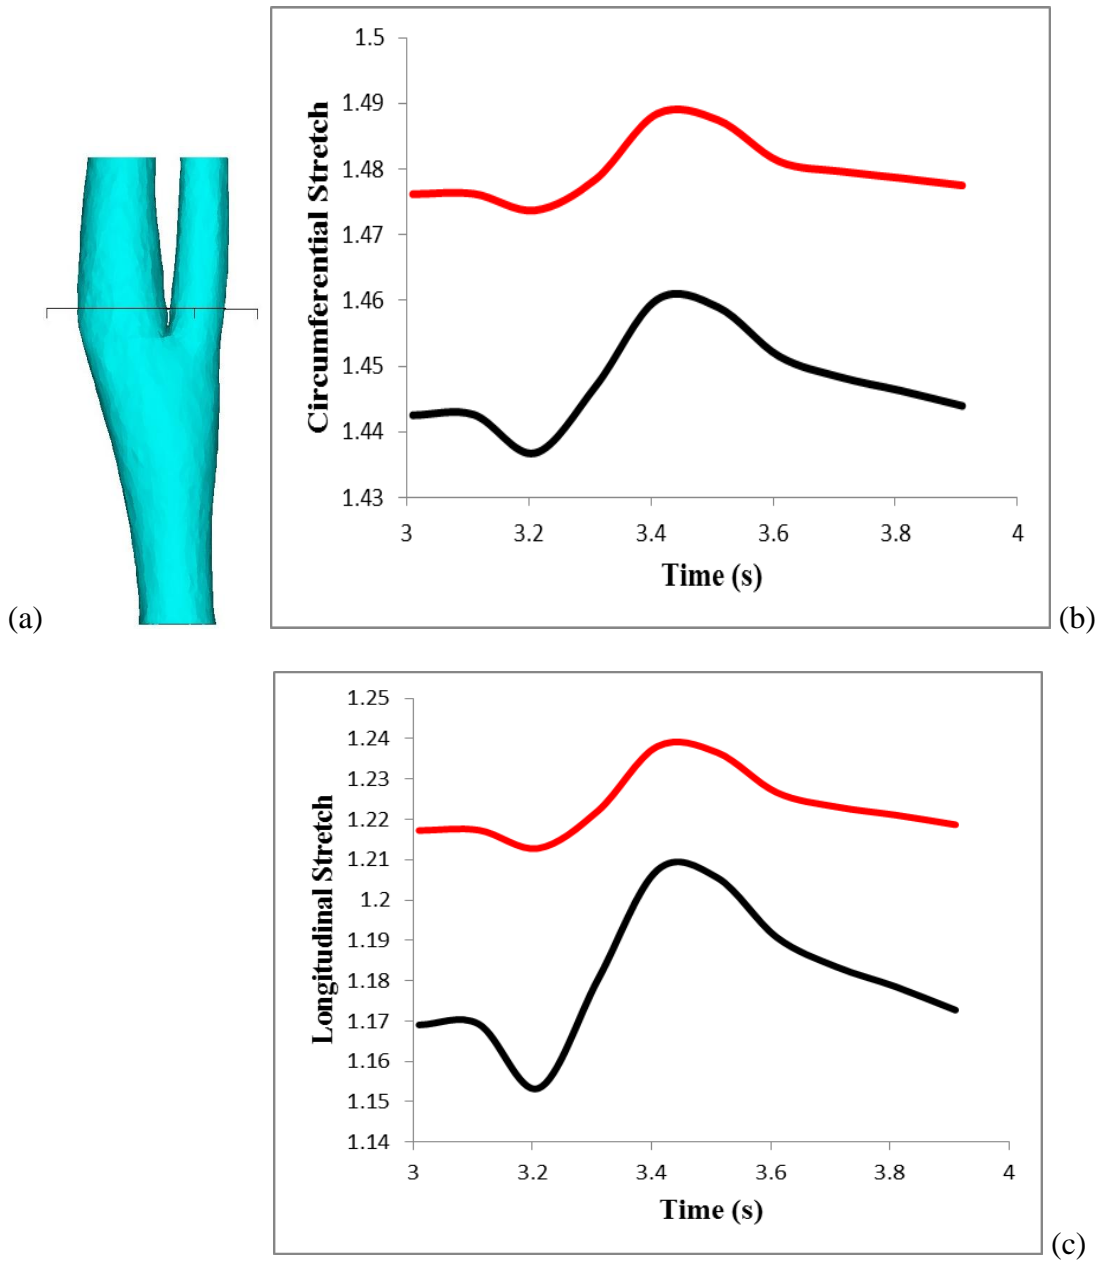 1.5
1.49
1.48
1.47
1.46
1.45
1.44
1.43
Circumferential Stretch
3 3.2 3.4 3.6 3.8 4
Time (s)
(a)
(b)
1.25
1.24
1.23
1.22
1.21
1.2
1.19
1.18
1.17
1.16
1.15
1.14
Longitudinal Stretch
3 3.2 3.4 3.6 3.8 4
Time (s)
(c)